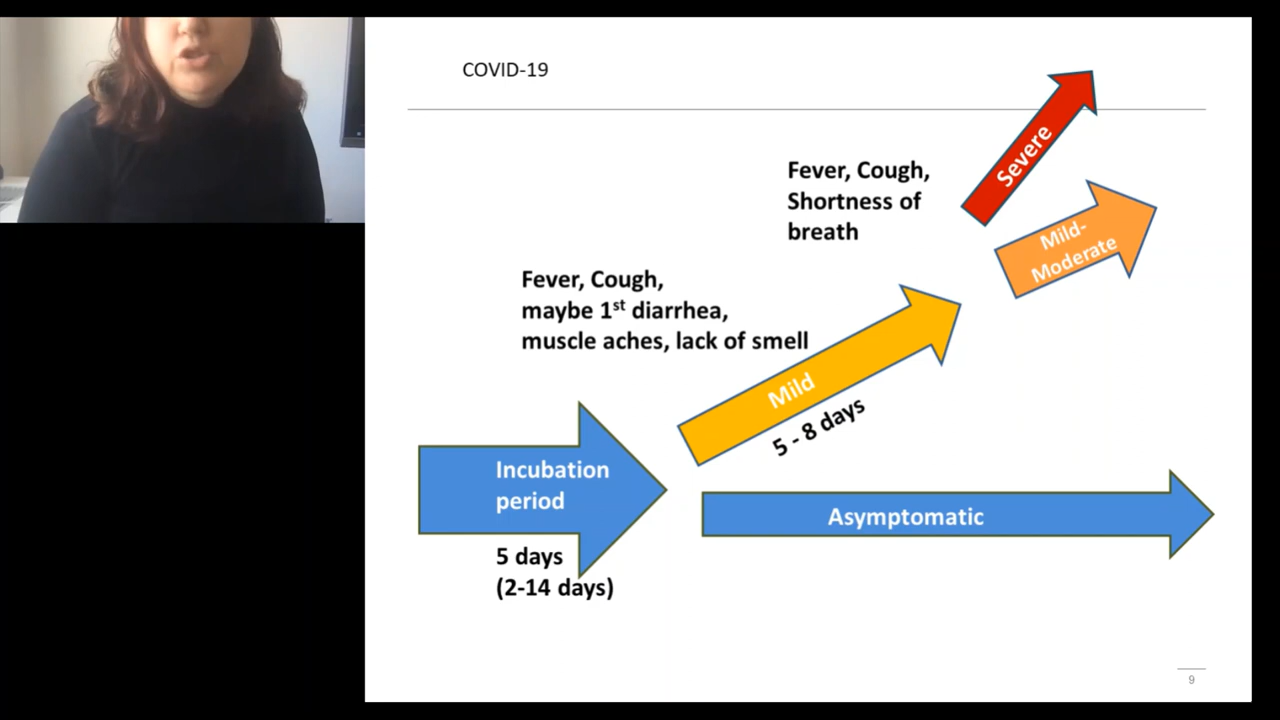 COVID-19
Severe
Fever, Cough,
Shortness of
breath
Mild-
Moderate
Fever, Cough,
maybe 1st diarrhea,
muscle aches, lack of smell
Mild
5 - 8 days
Incubation
period
Asymptomatic
5 days
(2-14 days)
9